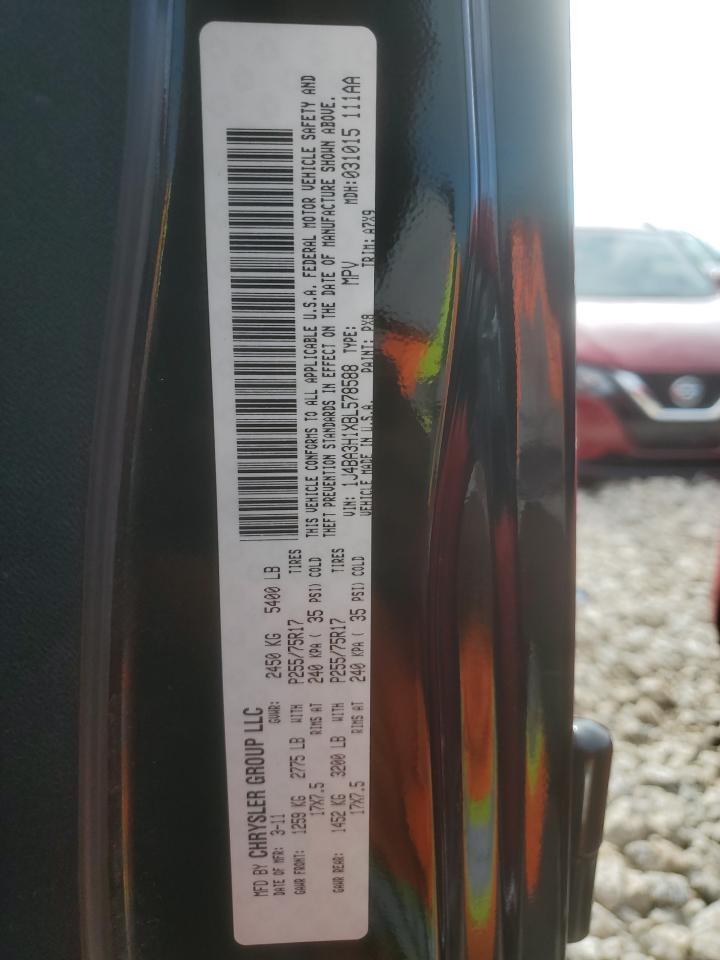 MFD BY CHRYSLER GROUP LLC
DATE OF MFR: 3-11 GVWR: 2450 KG 5400 LB
GAWR FRONT: 1259 KG 2775 LB WITH P255/75R17 TIRES
17X7.5 RIMS AT 240 KPA ( 35 PSI) COLD
GAWR REAR: 1452 KG 3200 LB WITH P255/75R17 TIRES
17X7.5 RIMS AT 240 KPA ( 35 PSI) COLD
THIS VEHICLE CONFORMS TO ALL APPLICABLE U.S.A. FEDERAL MOTOR VEHICLE SAFETY AND
THEFT PREVENTION STANDARDS IN EFFECT ON THE DATE OF MANUFACTURE SHOWN ABOVE.
VIN: 1J4BA3H1XBL578588 TYPE: MPV MDH:031015 111AA
VEHICLE MADE IN U.S.A. PAINT: PX8 TRIM: A7X9